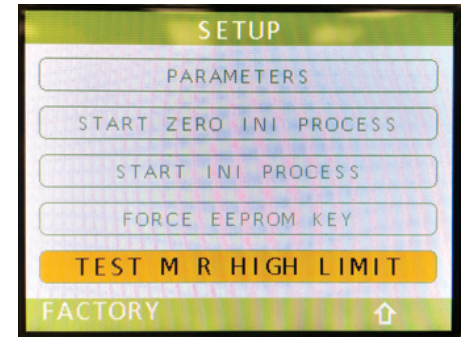 SETUP
PARAMETERS
START ZERO INI PROCESS
START INI PROCESS
FORCE EEPROM KEY
TEST M R HIGH LIMIT
FACTORY